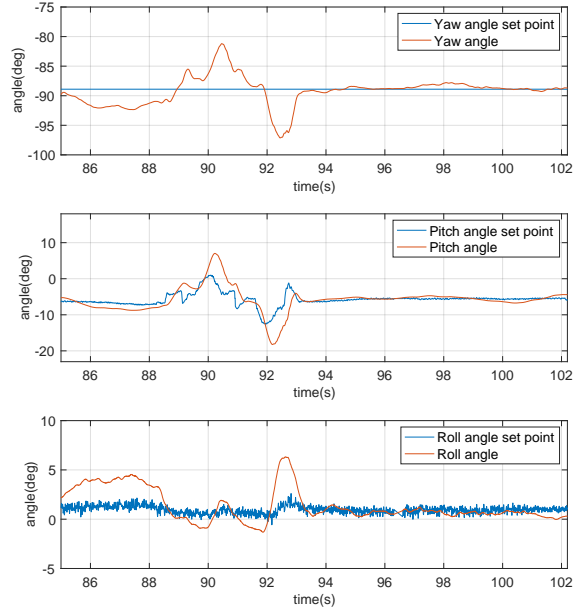 -75
-80
-85
-90
-95
-100
angle(deg)
Yaw angle set point
Yaw angle
86 88 90 92 94 96 98 100 102
time(s)
10
0
-10
-20
angle(deg)
Pitch angle set point
Pitch angle
86 88 90 92 94 96 98 100 102
time(s)
10
5
0
-5
angle(deg)
Roll angle set point
Roll angle
86 88 90 92 94 96 98 100 102
time(s)